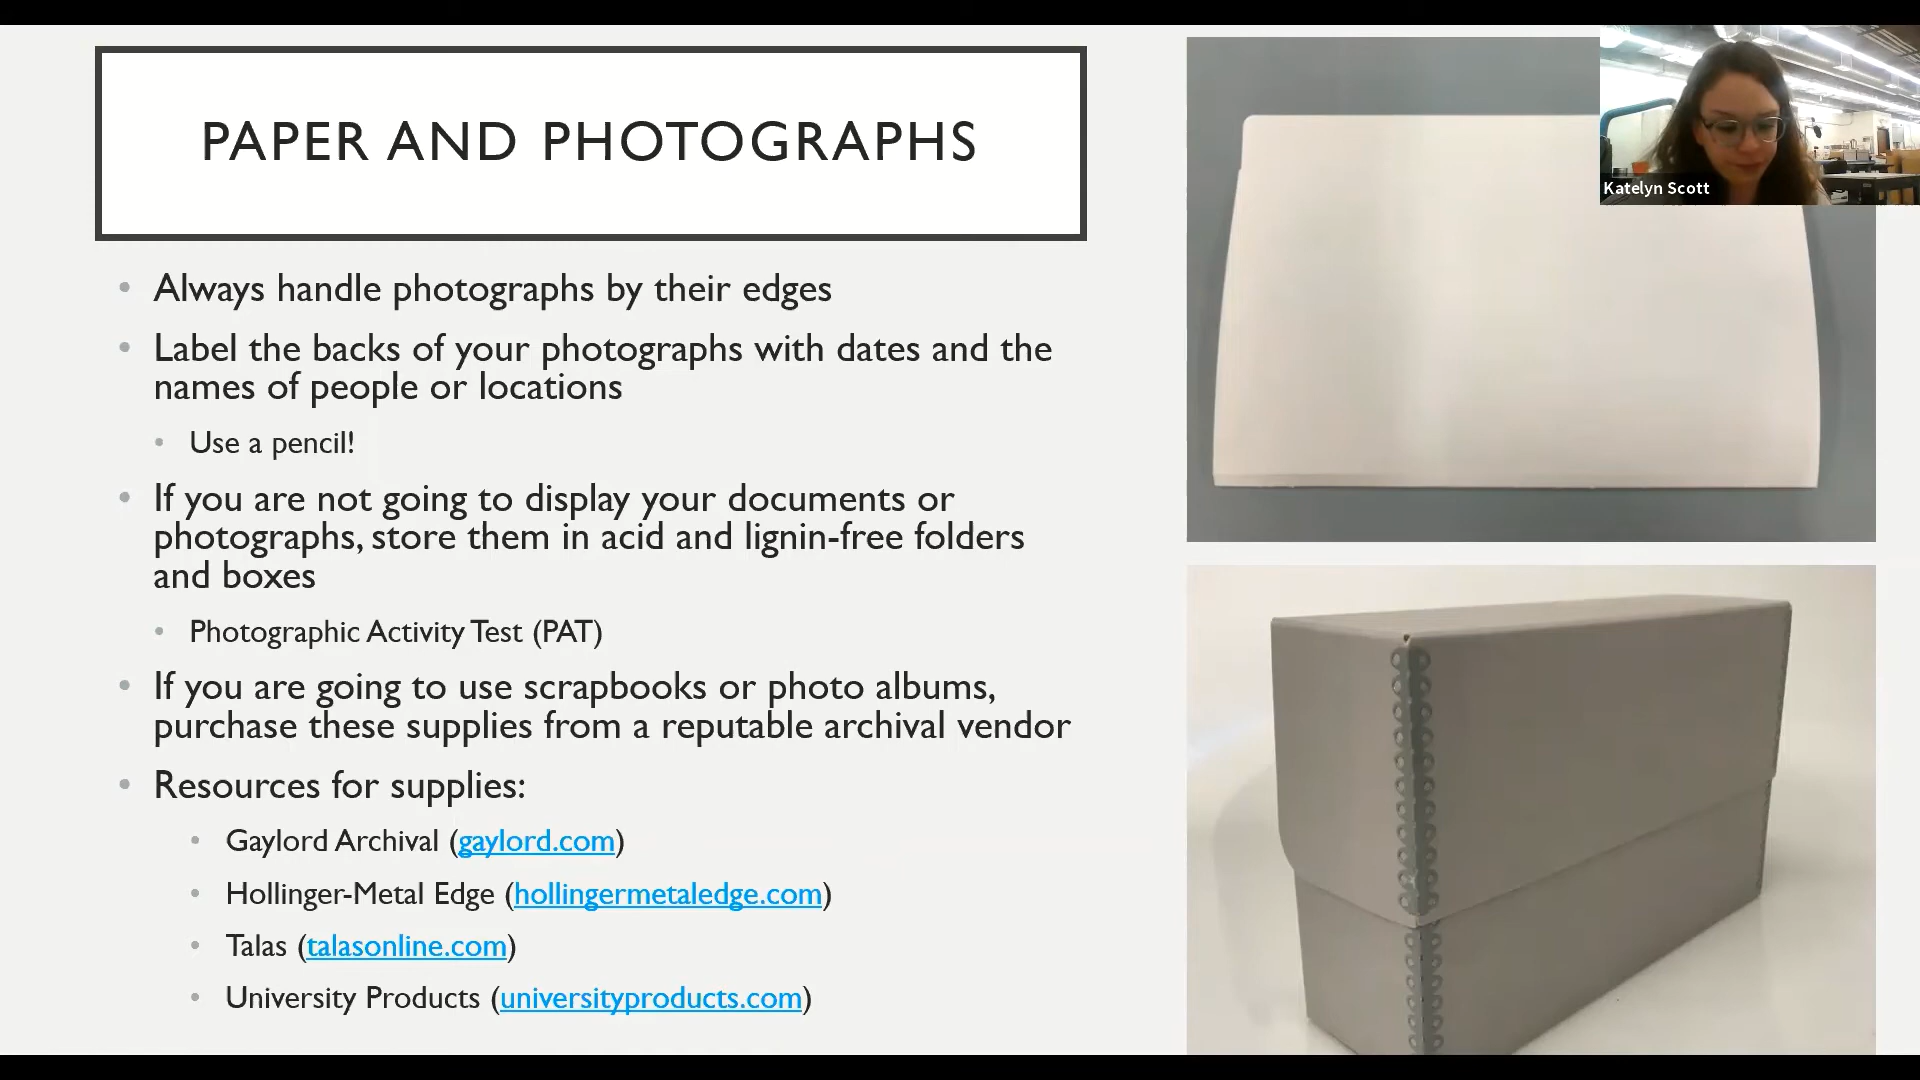 PAPER AND PHOTOGRAPHS
Katelyn Scott
Always handle photographs by their edges
Label the backs of your photographs with dates and the
names of people or locations
Use a pencil!
If you are not going to display your documents or
photographs, store them in acid and lignin-free folders
and boxes
Photographic Activity Test (PAT)
If you are going to use scrapbooks or photo albums,
purchase these supplies from a reputable archival vendor
Resources for supplies:
Gaylord Archival (gaylord.com)
Hollinger-Metal Edge (hollingermetaledge.com)
Talas (talasonline.com)
University Products (universityproducts.com)